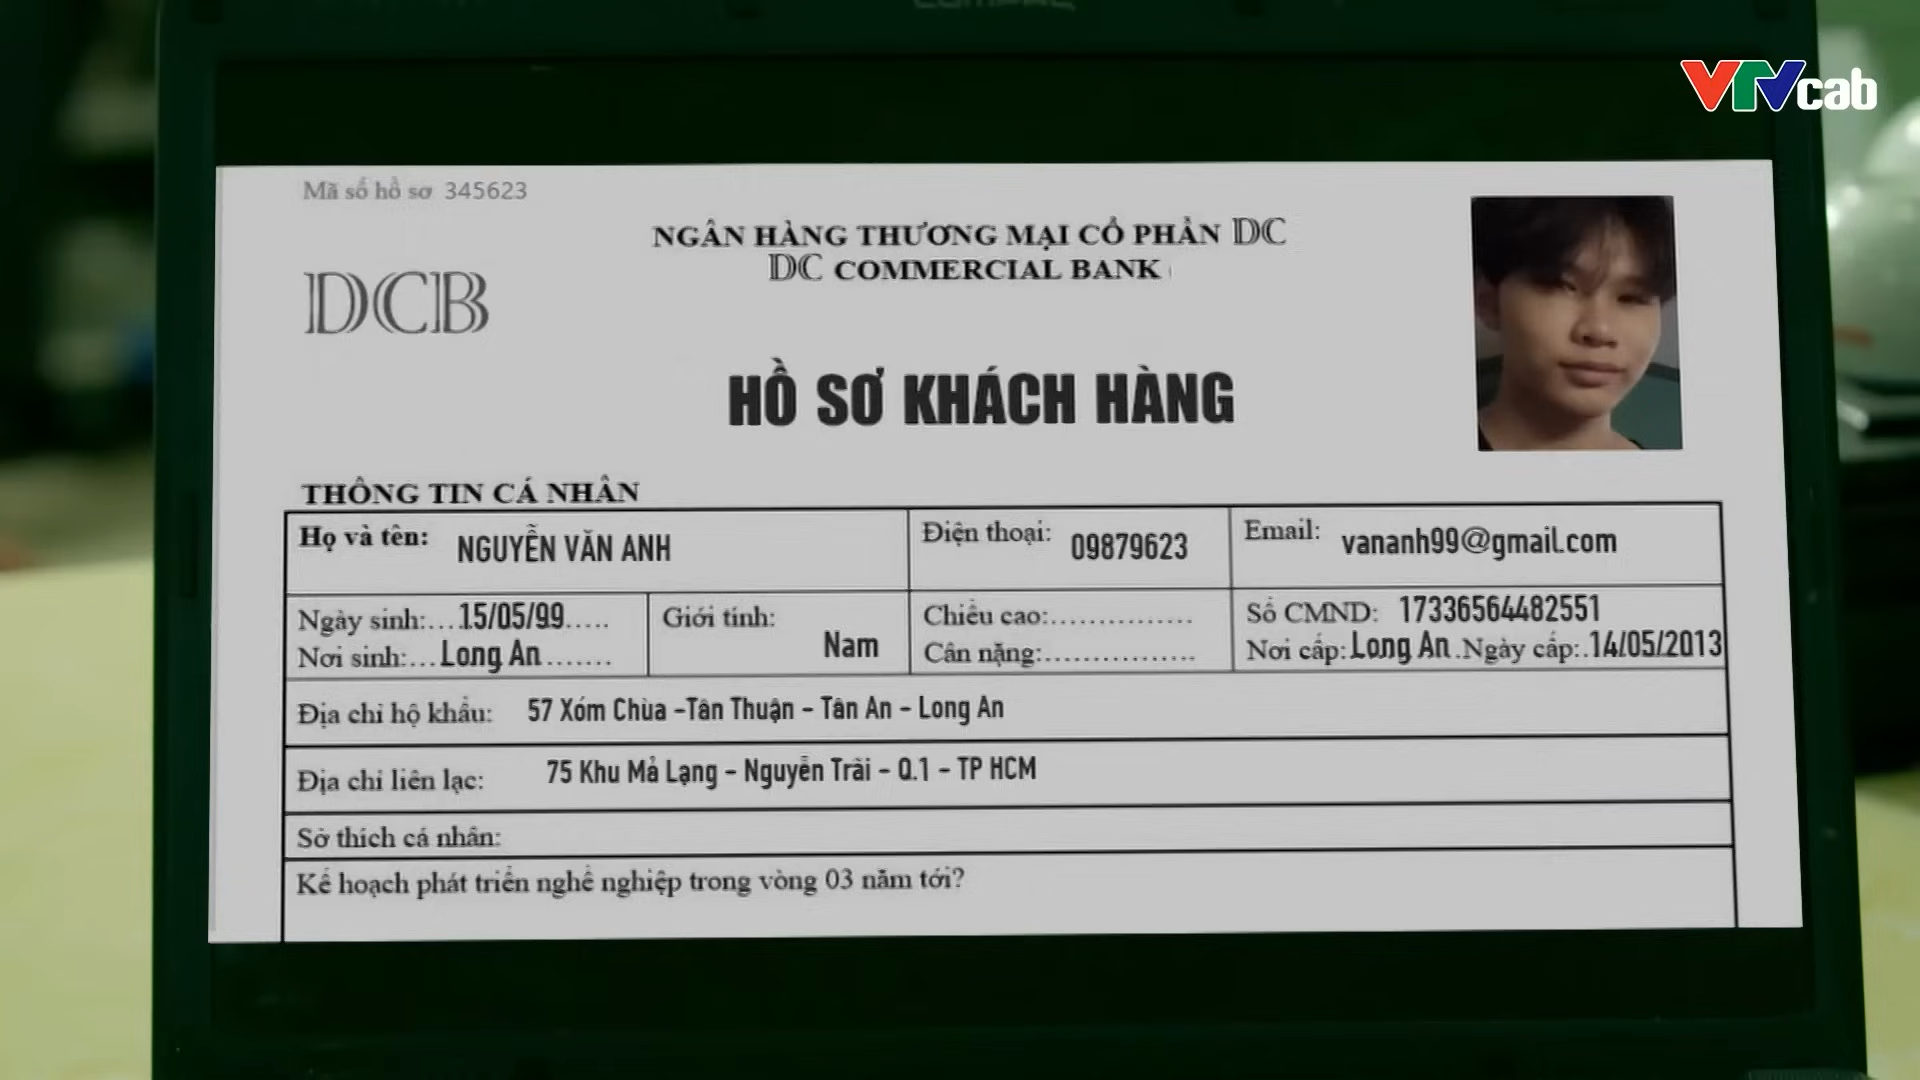 COMPAQ
VTVcab
Mã số hồ sơ 345623
NGÂN HÀNG THƯƠNG MẠI CỔ PHẦN DC
DC COMMERCIAL BANK
DCB
HỒ SƠ KHÁCH HÀNG
THÔNG TIN CÁ NHÂN
Họ và tên: NGUYỄN VĂN ANH
Điện thoại: 09879623
Email: vananh99@gmail.com
Ngày sinh:...15/05/99.....
Nơi sinh:...Long An.......
Giới tính: Nam
Chiều cao:...............
Cân nặng:................
Số CMND: 17336564482551
Nơi cấp:Long An.Ngày cấp:.14/05/2013
Địa chỉ hộ khẩu: 57 Xóm Chùa -Tân Thuận - Tân An - Long An
Địa chỉ liên lạc: 75 Khu Mả Lạng - Nguyễn Trãi - Q.1 - TP HCM
Sở thích cá nhân:
Kế hoạch phát triển nghề nghiệp trong vòng 03 năm tới?